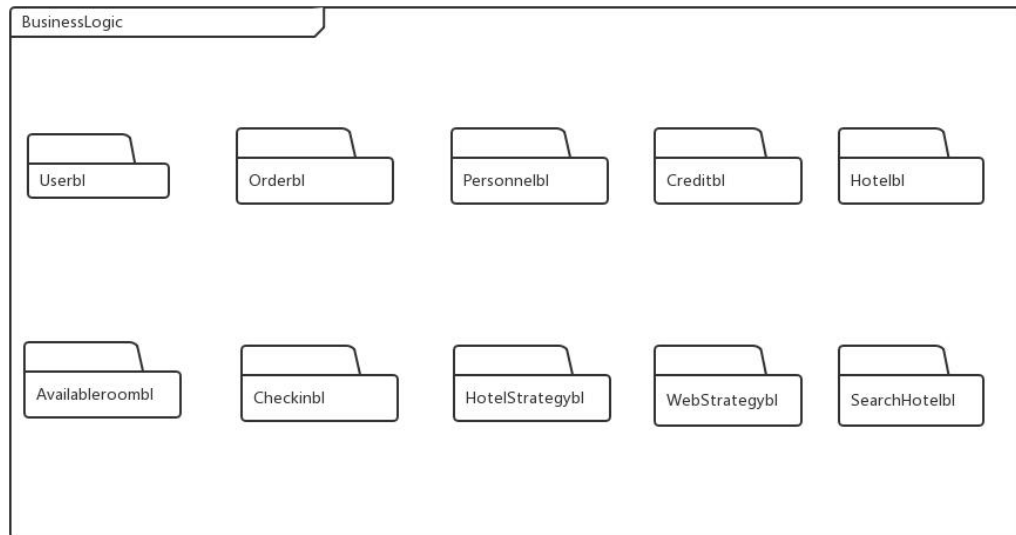 BusinessLogic
Userbl
Orderbl
Personnelbl
Creditbl
Hotelbl
Availableroombl
Checkinbl
HotelStrategybl
WebStrategybl
SearchHotelbl